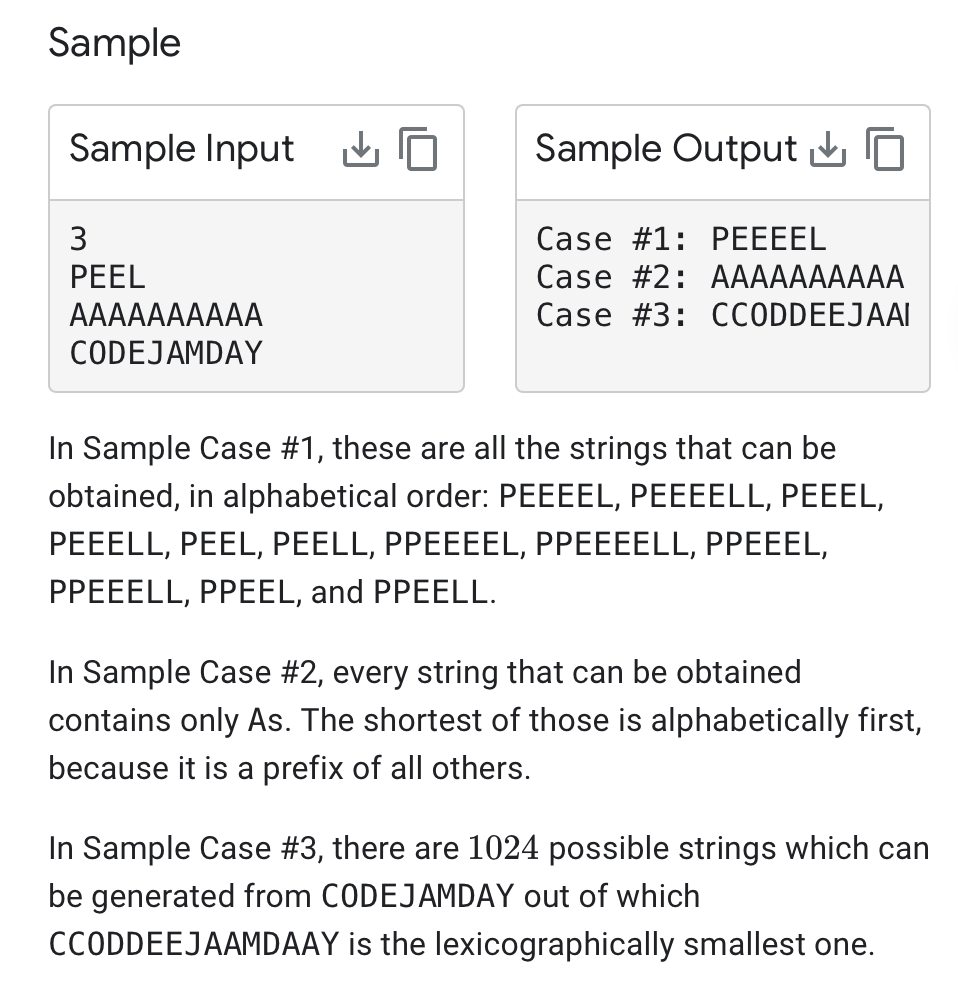 Sample
Sample Input
3
PEEL
AAAAAAAAAA
CODEJAMDAY
Sample Output
Case #1: PEEEEL
Case #2: AAAAAAAAAA
Case #3: CCODDEEJAA
In Sample Case #1, these are all the strings that can be
obtained, in alphabetical order: PEEEEL, PEEEELL, PEEEL,
PEEELL, PEEL, PEELL, PPEEEEL, PPEEEELL, PPEEEL,
PPEEELL, PPEEL, and PPEELL.
In Sample Case #2, every string that can be obtained
contains only As. The shortest of those is alphabetically first,
because it is a prefix of all others.
In Sample Case #3, there are 1024 possible strings which can
be generated from CODEJAMDAY out of which
CCODDEEJAAMDAAY is the lexicographically smallest one.